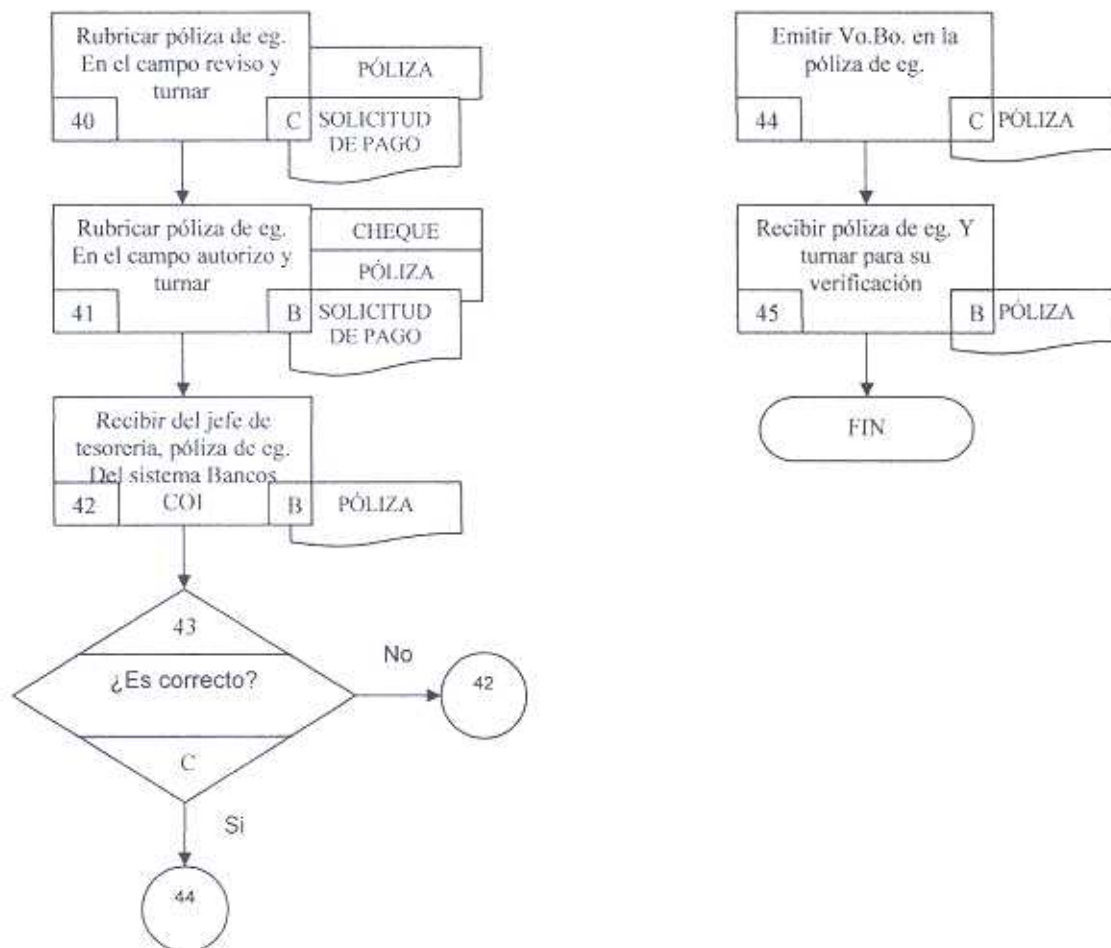 Rubricar póliza de eg.
En el campo reviso y
turnar
40
C
PÓLIZA
SOLICITUD
DE PAGO
Rubricar póliza de eg.
En el campo autorizo y
turnar
41
B
CHEQUE
PÓLIZA
SOLICITUD
DE PAGO
Recibir del jefe de
tesorería, póliza de eg.
Del sistema Bancos
COI
42
B
PÓLIZA
43
¿Es correcto?
C
No
42
Si
44
Emitir Vo.Bo. en la
póliza de eg.
44
C
PÓLIZA
Recibir póliza de eg. Y
turnar para su
verificación
45
B
PÓLIZA
FIN